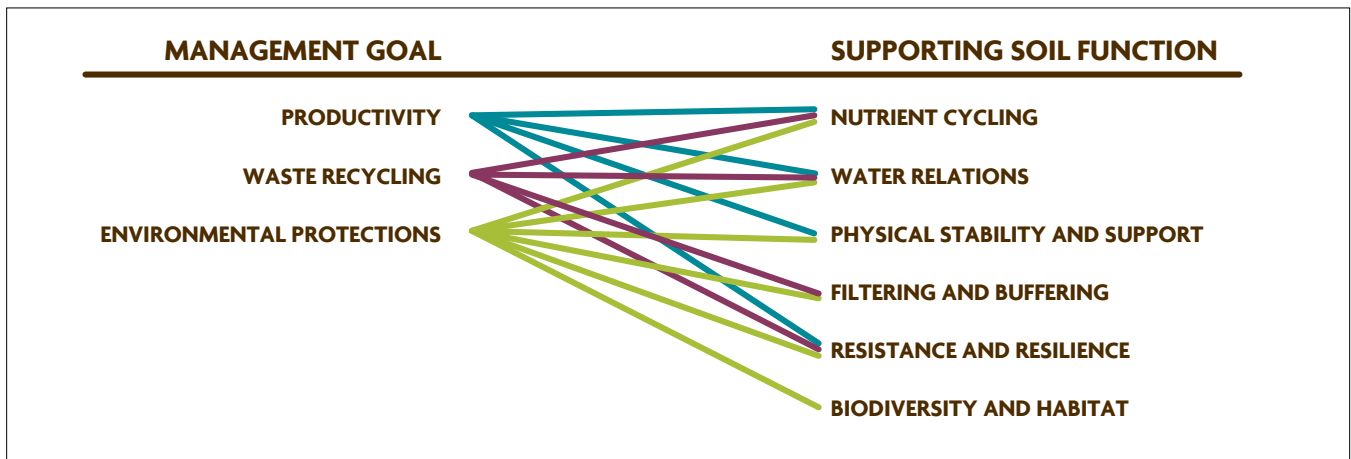 MANAGEMENT GOAL
SUPPORTING SOIL FUNCTION
PRODUCTIVITY
WASTE RECYCLING
ENVIRONMENTAL PROTECTIONS
NUTRIENT CYCLING
WATER RELATIONS
PHYSICAL STABILITY AND SUPPORT
FILTERING AND BUFFERING
RESISTANCE AND RESILIENCE
BIODIVERSITY AND HABITAT